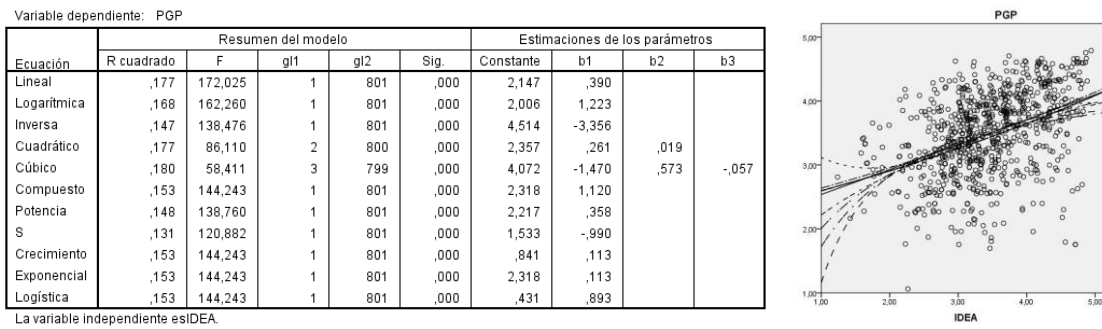 Variable dependiente: PGP
Ecuación Resumen del modelo Estimaciones de los parámetros
R cuadrado F gl1 gl2 Sig. Constante b1 b2 b3
Lineal ,177 172,025 1 801 ,000 2,147 ,390
Logarítmica ,168 162,260 1 801 ,000 2,006 1,223
Inversa ,147 138,476 1 801 ,000 4,514 -3,356
Cuadrático ,177 86,110 2 800 ,000 2,357 ,261 ,019
Cúbico ,180 58,411 3 799 ,000 4,072 -1,470 ,573 -,057
Compuesto ,153 144,243 1 801 ,000 2,318 1,120
Potencia ,148 138,760 1 801 ,000 2,217 ,358
S ,131 120,882 1 801 ,000 1,533 -,990
Crecimiento ,153 144,243 1 801 ,000 ,841 ,113
Exponencial ,153 144,243 1 801 ,000 2,318 ,113
Logística ,153 144,243 1 801 ,000 ,431 ,893
La variable independiente esIDEA.
PGP
5,00
4,00
3,00
2,00
1,00
1,00 2,00 3,00 4,00 5,00
IDEA